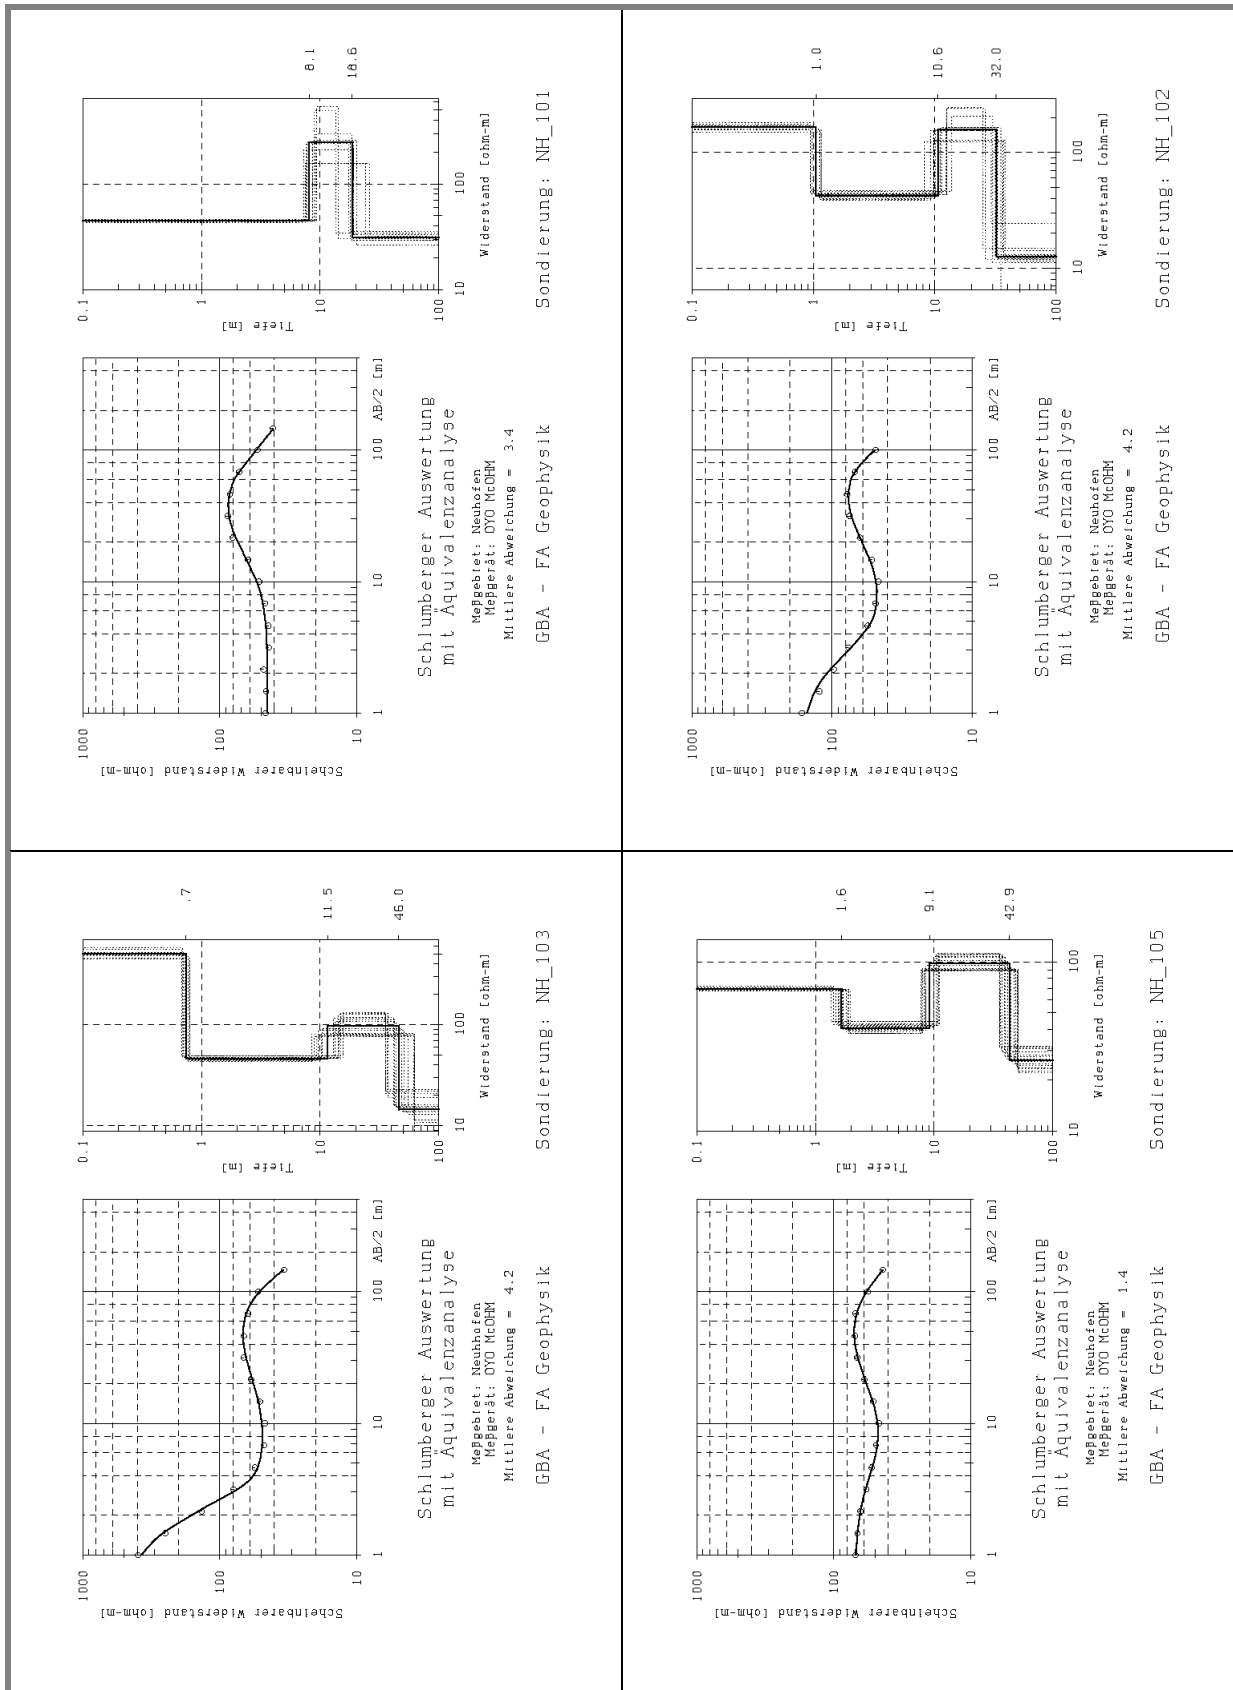 1000
100
10
Scheinbarer Widerstand [ohm-m]
1
10
100
AB/2 [m]
0.1
1
10
100
Tiefe [m]
10
100
Widerstand [ohm-m]
8.1
18.6
Schlumberger Auswertung
mit Äquivalenzanalyse
Meßgebiet: Neuhofen
Meßgerät: OYO McOHM
Mittlere Abweichung = 3.4
GBA - FA Geophysik
Sondierung: NH_101
1000
100
10
Scheinbarer Widerstand [ohm-m]
1
10
100
AB/2 [m]
0.1
1
10
100
Tiefe [m]
10
100
Widerstand [ohm-m]
1.0
10.6
32.0
Schlumberger Auswertung
mit Äquivalenzanalyse
Meßgebiet: Neuhofen
Meßgerät: OYO McOHM
Mittlere Abweichung = 4.2
GBA - FA Geophysik
Sondierung: NH_102
1000
100
10
Scheinbarer Widerstand [ohm-m]
1
10
100
AB/2 [m]
0.1
1
10
100
Tiefe [m]
10
100
Widerstand [ohm-m]
.7
11.5
46.0
Schlumberger Auswertung
mit Äquivalenzanalyse
Meßgebiet: Neuhofen
Meßgerät: OYO McOHM
Mittlere Abweichung = 4.2
GBA - FA Geophysik
Sondierung: NH_103
1000
100
10
Scheinbarer Widerstand [ohm-m]
1
10
100
AB/2 [m]
0.1
1
10
100
Tiefe [m]
10
100
Widerstand [ohm-m]
1.6
9.1
42.9
Schlumberger Auswertung
mit Äquivalenzanalyse
Meßgebiet: Neuhofen
Meßgerät: OYO McOHM
Mittlere Abweichung = 1.4
GBA - FA Geophysik
Sondierung: NH_105